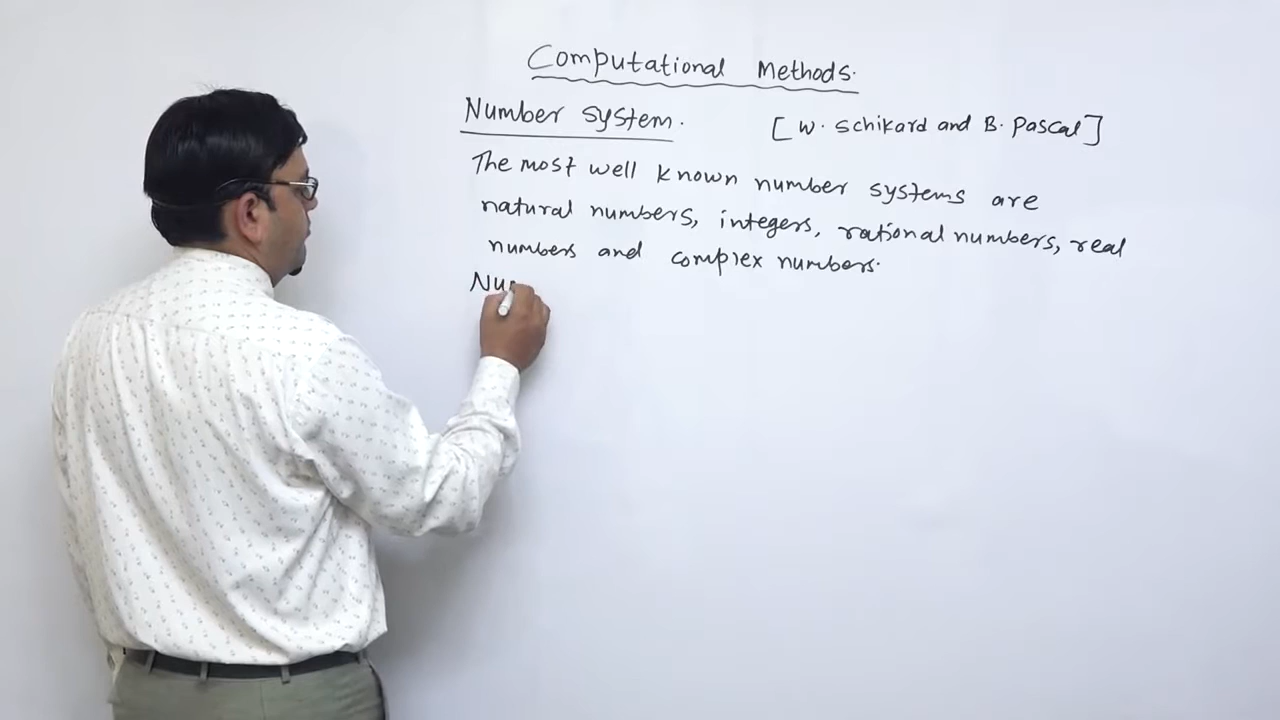 Computational Methods.
Number system. [W. Schikard and B. Pascal]
The most well known number systems are
natural numbers, integers, rational numbers, real
numbers and complex numbers.
Nu